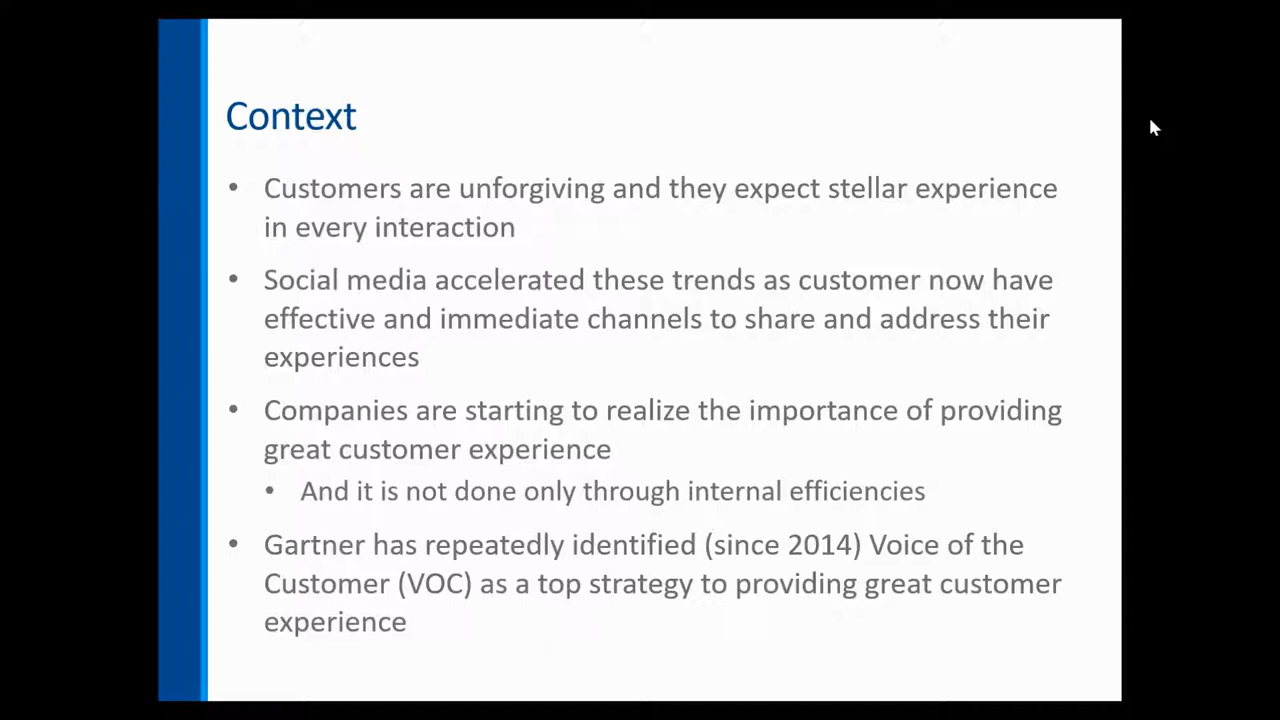 Context
• Customers are unforgiving and they expect stellar experience
in every interaction
• Social media accelerated these trends as customer now have
effective and immediate channels to share and address their
experiences
• Companies are starting to realize the importance of providing
great customer experience
• And it is not done only through internal efficiencies
• Gartner has repeatedly identified (since 2014) Voice of the
Customer (VOC) as a top strategy to providing great customer
experience